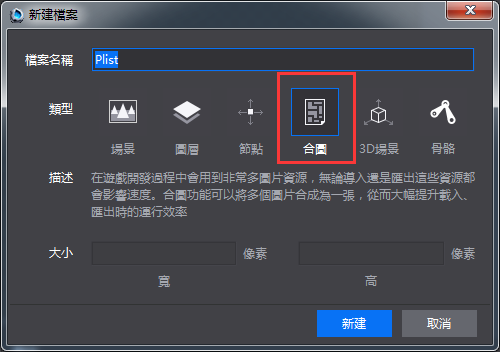 新建檔案
檔案名稱
Plist
類型
場景 圖層 節點 合圖 3D場景 骨骼
描述
在遊戲開發過程中會用到非常多圖片資源，無論導入還是匯出這些資源都
會影響速度。合圖功能可以將多個圖片合成為一張，從而大幅提升載入、
匯出時的運行效率
大小 像素 像素
寬 高
新建 取消